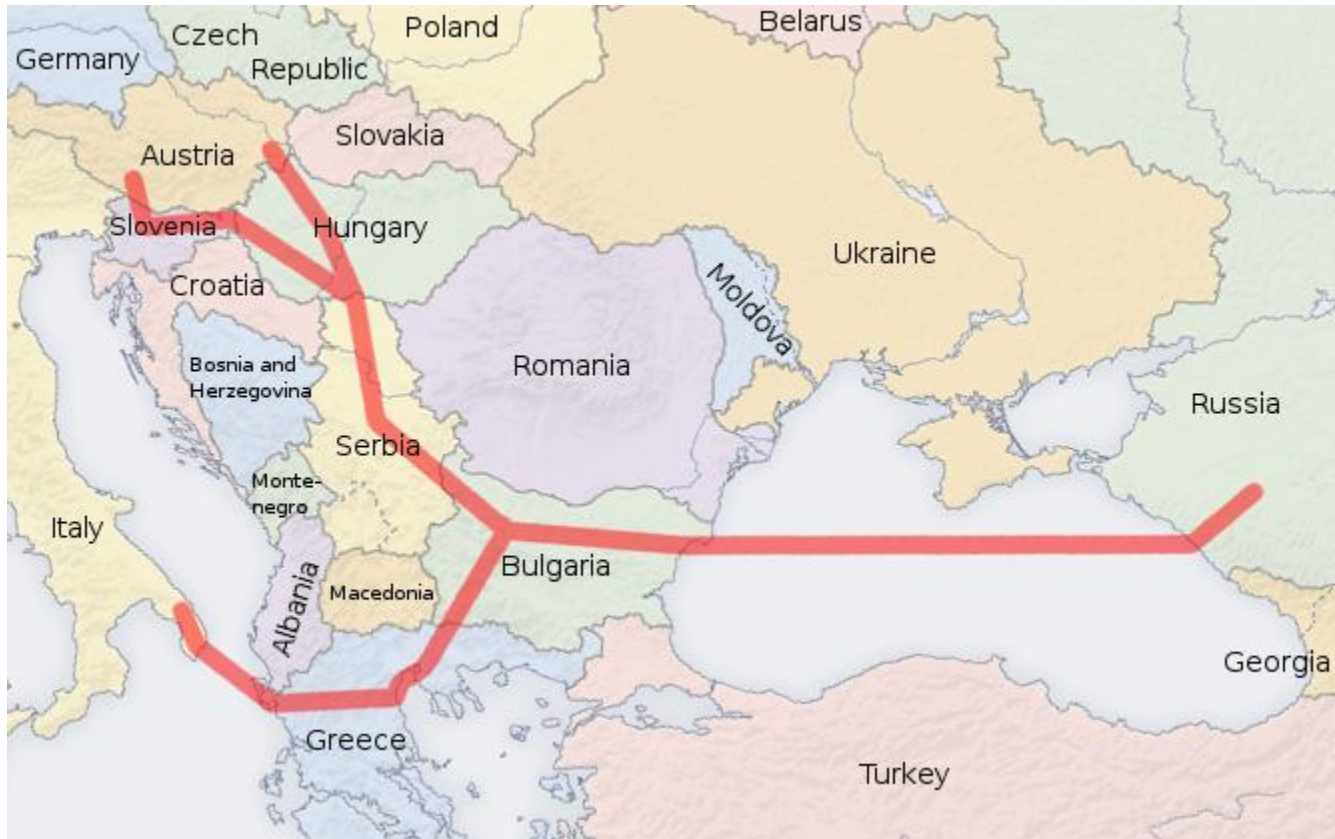 Belarus
Poland
Czech
Republic
Germany
Slovakia
Austria
Slovenia
Hungary
Ukraine
Croatia
Moldova
Bosnia and
Herzegovina
Romania
Russia
Serbia
Monte-
negro
Italy
Bulgaria
Albania
Macedonia
Georgia
Greece
Turkey